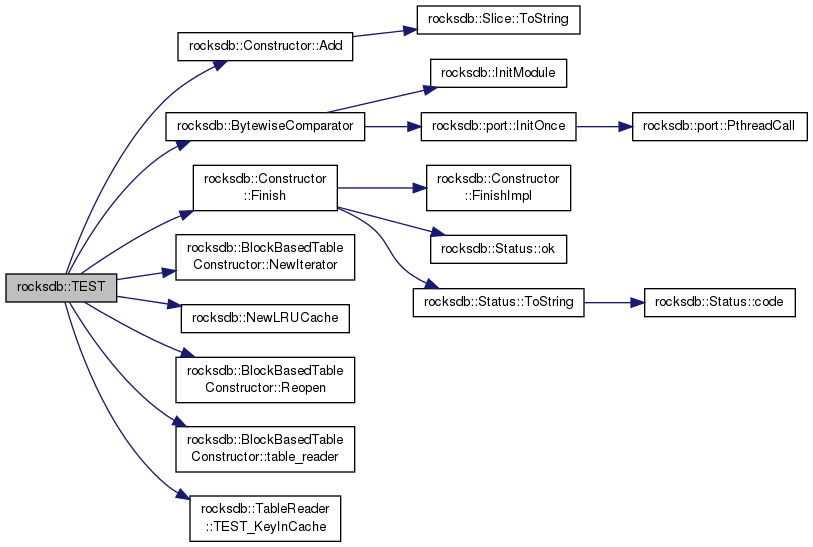 rocksdb::TEST
rocksdb::Constructor::Add
rocksdb::Slice::ToString
rocksdb::BytewiseComparator
rocksdb::InitModule
rocksdb::port::InitOnce
rocksdb::port::PthreadCall
rocksdb::Constructor
::Finish
rocksdb::Constructor
::FinishImpl
rocksdb::Status::ok
rocksdb::Status::ToString
rocksdb::Status::code
rocksdb::BlockBasedTable
Constructor::NewIterator
rocksdb::NewLRUCache
rocksdb::BlockBasedTable
Constructor::Reopen
rocksdb::BlockBasedTable
Constructor::table_reader
rocksdb::TableReader
::TEST_KeyInCache